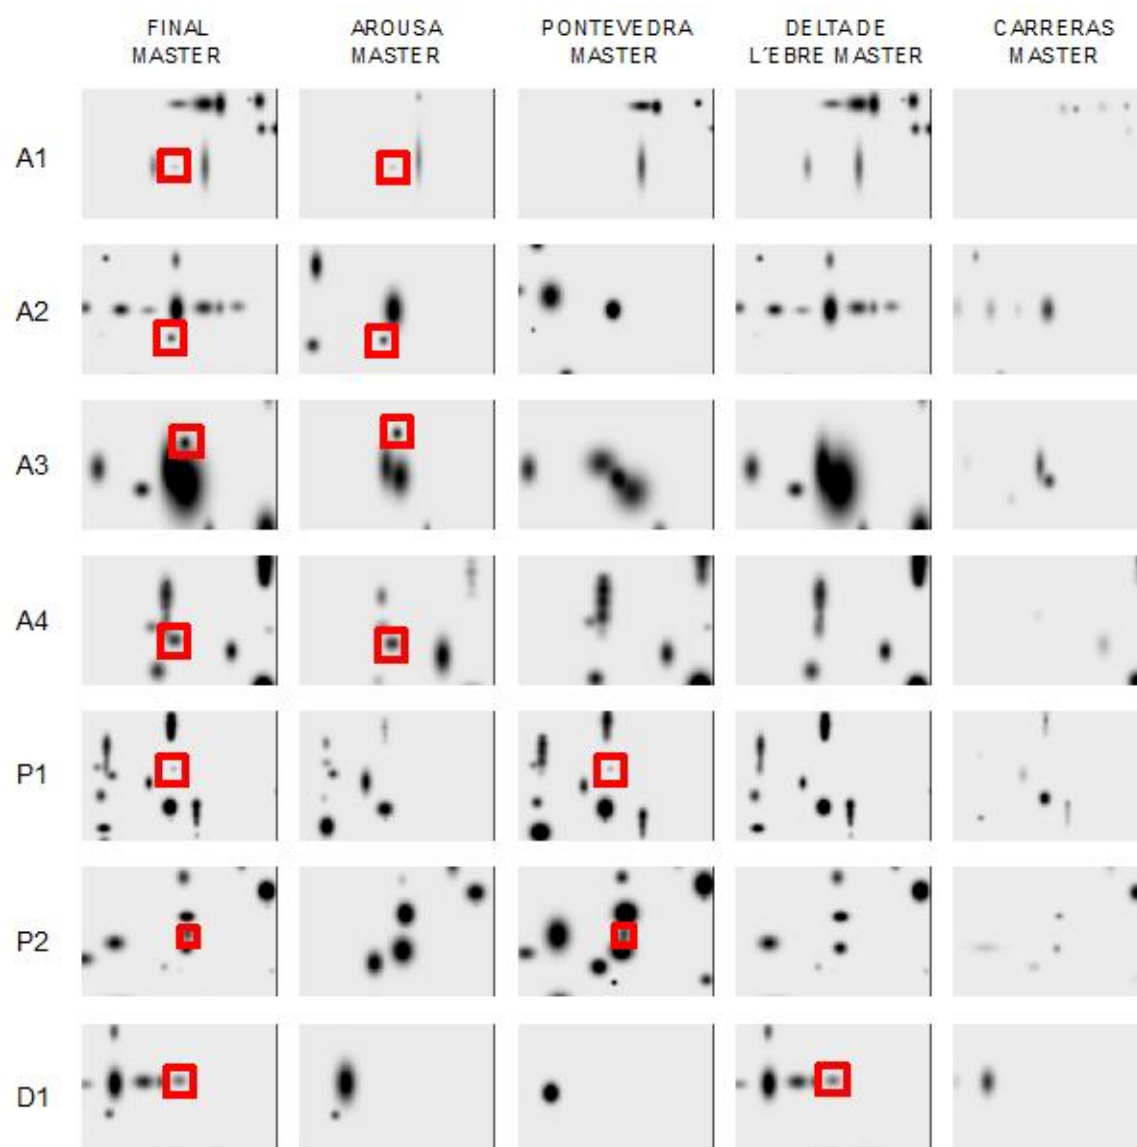 FINAL MASTER
AROUSA MASTER
PONTEVEDRA MASTER
DELTA DE L´EBRE MASTER
CARRERAS MASTER
A1
A2
A3
A4
P1
P2
D1